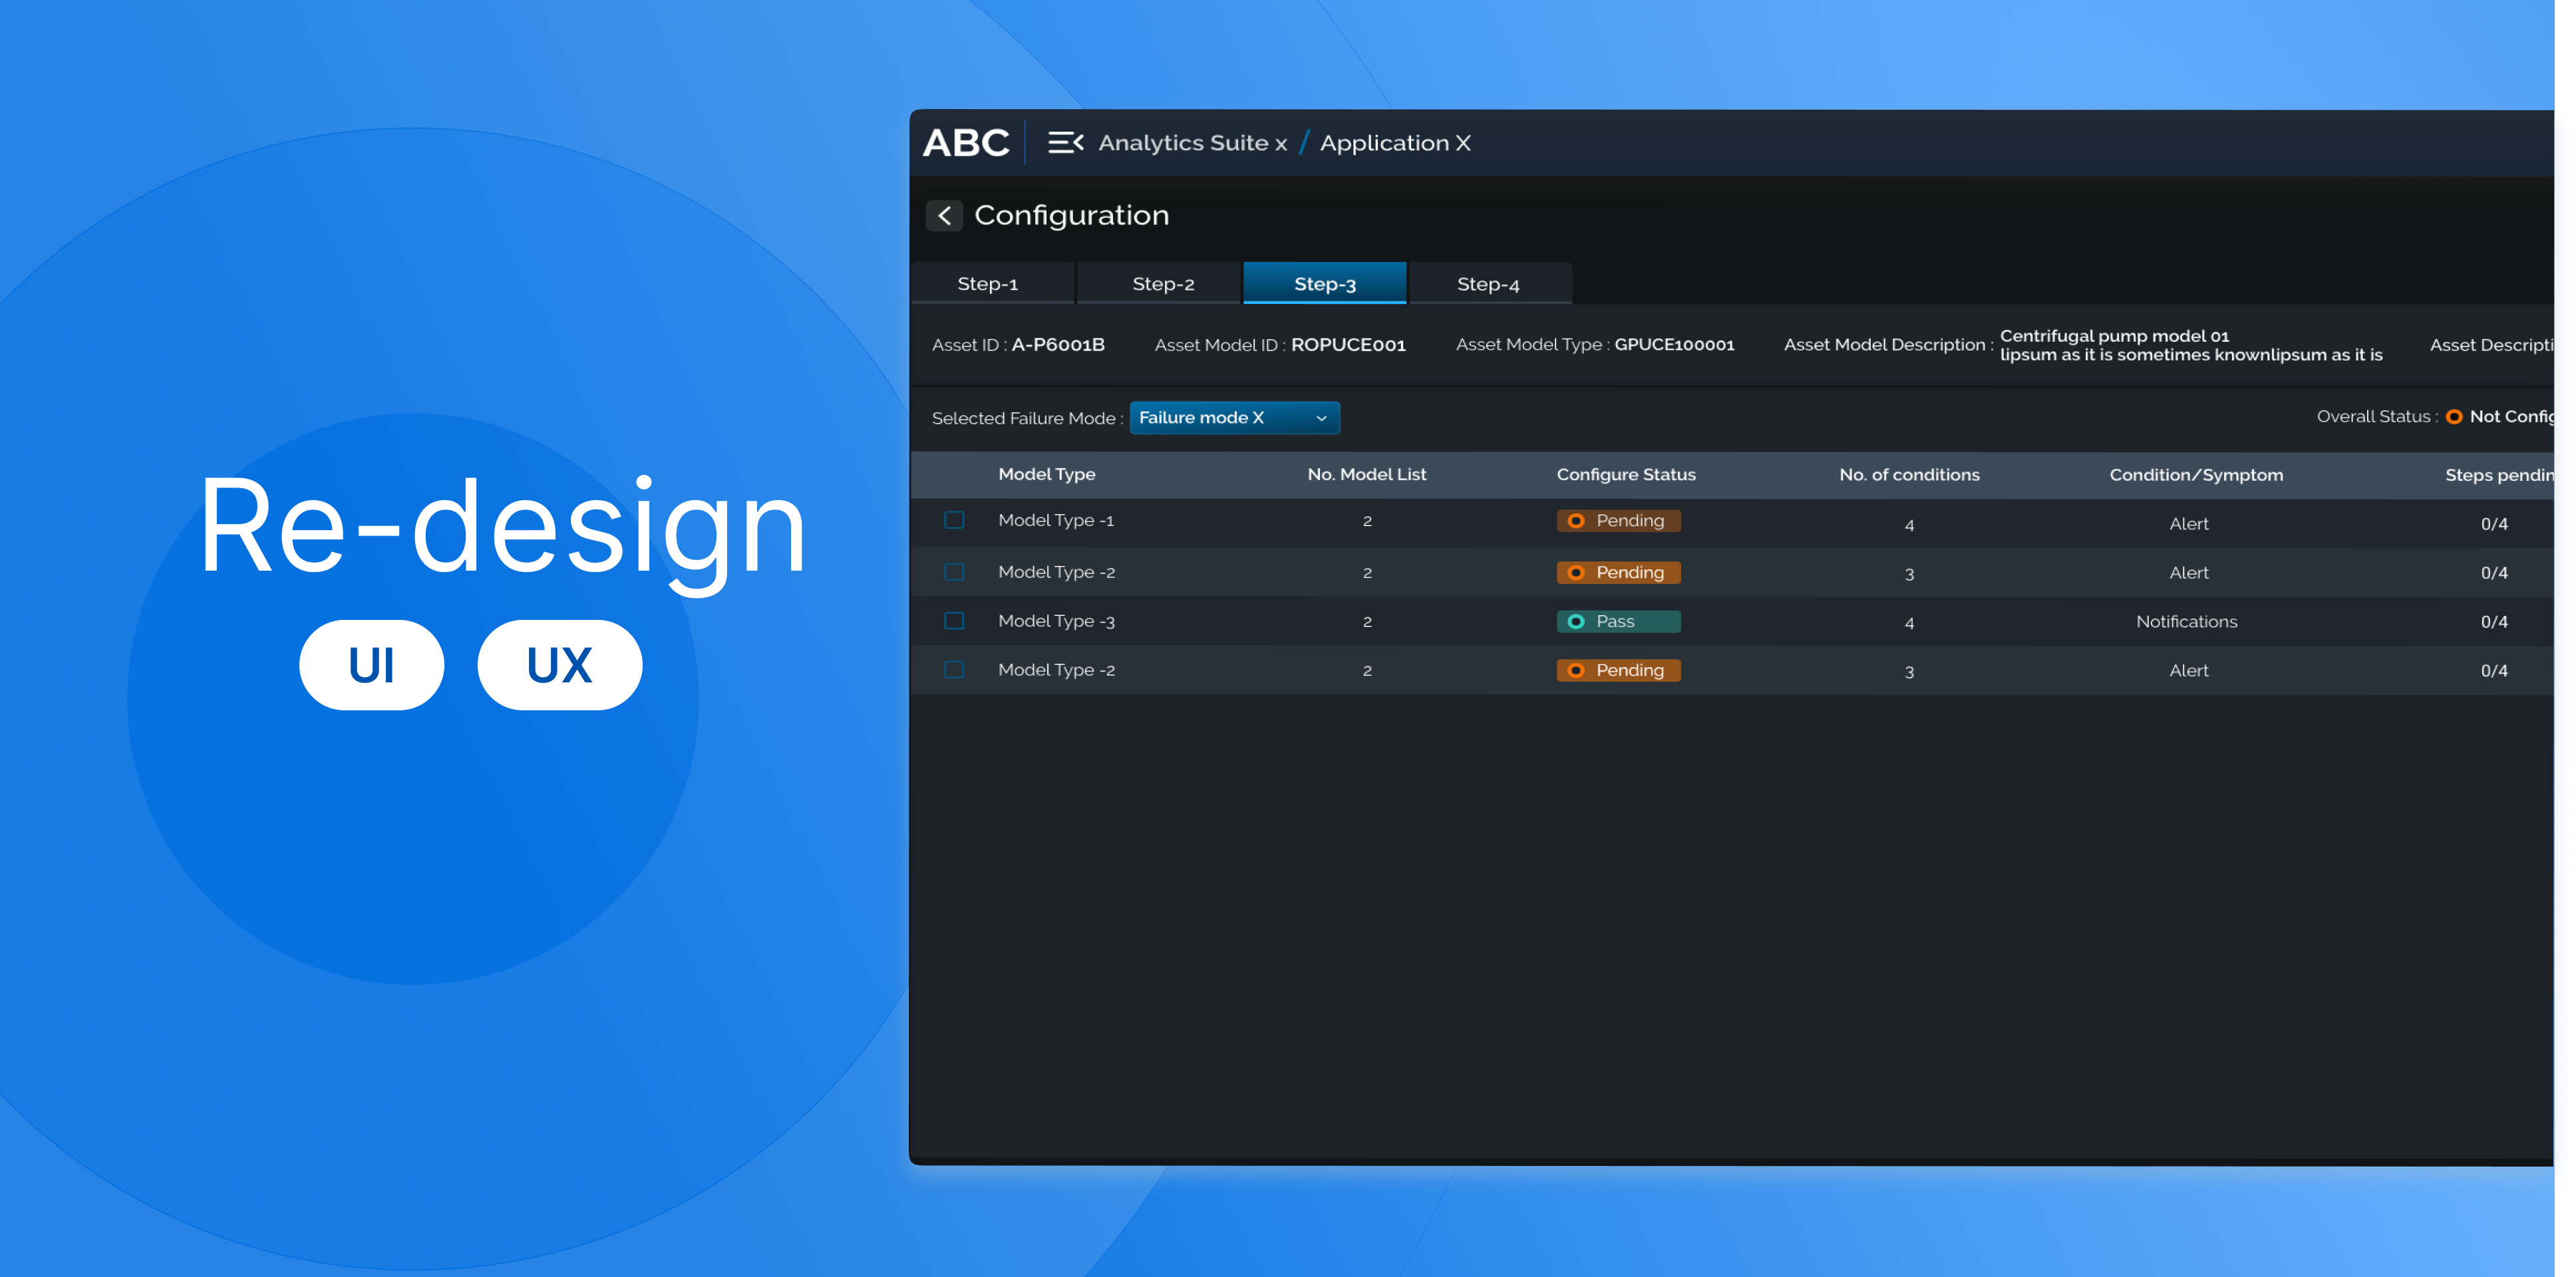 Re-design
UI UX
ABC
Analytics Suite x / Application X
Configuration
Step-1 Step-2 Step-3 Step-4
Asset ID : A-P6001B Asset Model ID : ROPUCE001 Asset Model Type : GPUCE100001 Asset Model Description : Centrifugal pump model 01
lipsum as it is sometimes knownlipsum as it is
Asset Descripti
Selected Failure Mode : Failure mode X Overall Status : Not Config
Model Type No. Model List Configure Status No. of conditions Condition/Symptom Steps pendin
Model Type -1 2 Pending 4 Alert 0/4
Model Type -2 2 Pending 3 Alert 0/4
Model Type -3 2 Pass 4 Notifications 0/4
Model Type -2 2 Pending 3 Alert 0/4